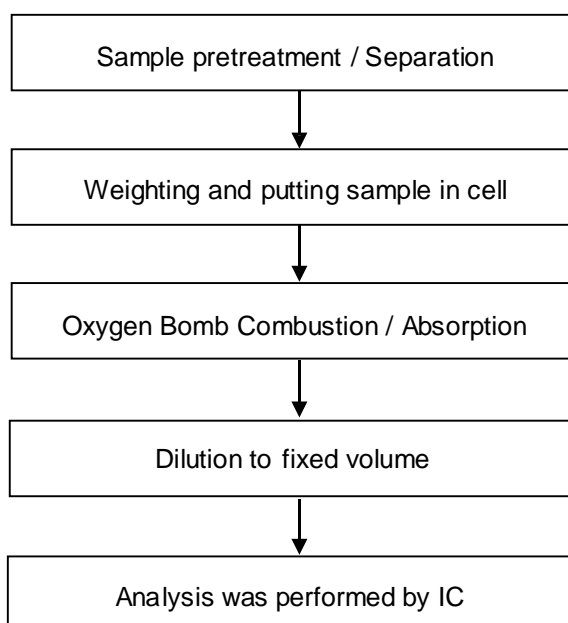 Sample pretreatment / Separation
Weighting and putting sample in cell
Oxygen Bomb Combustion / Absorption
Dilution to fixed volume
Analysis was performed by IC